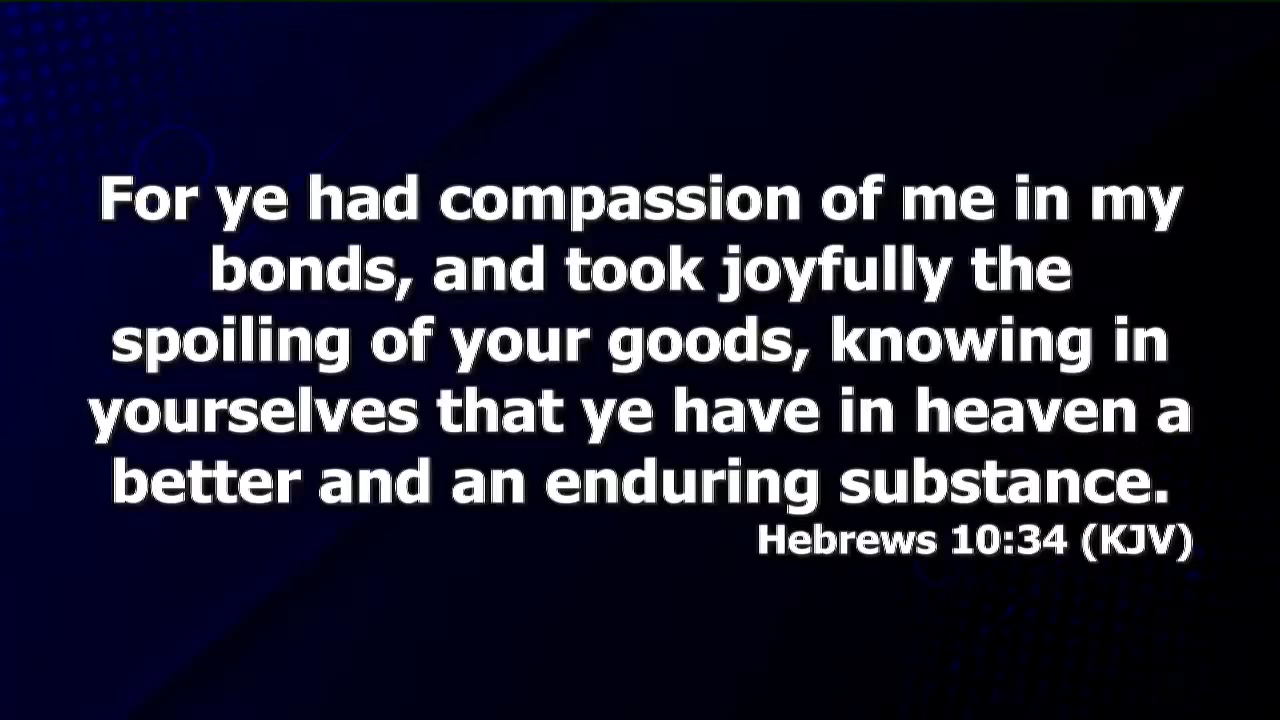 For ye had compassion of me in my
bonds, and took joyfully the
spoiling of your goods, knowing in
yourselves that ye have in heaven a
better and an enduring substance.
Hebrews 10:34 (KJV)